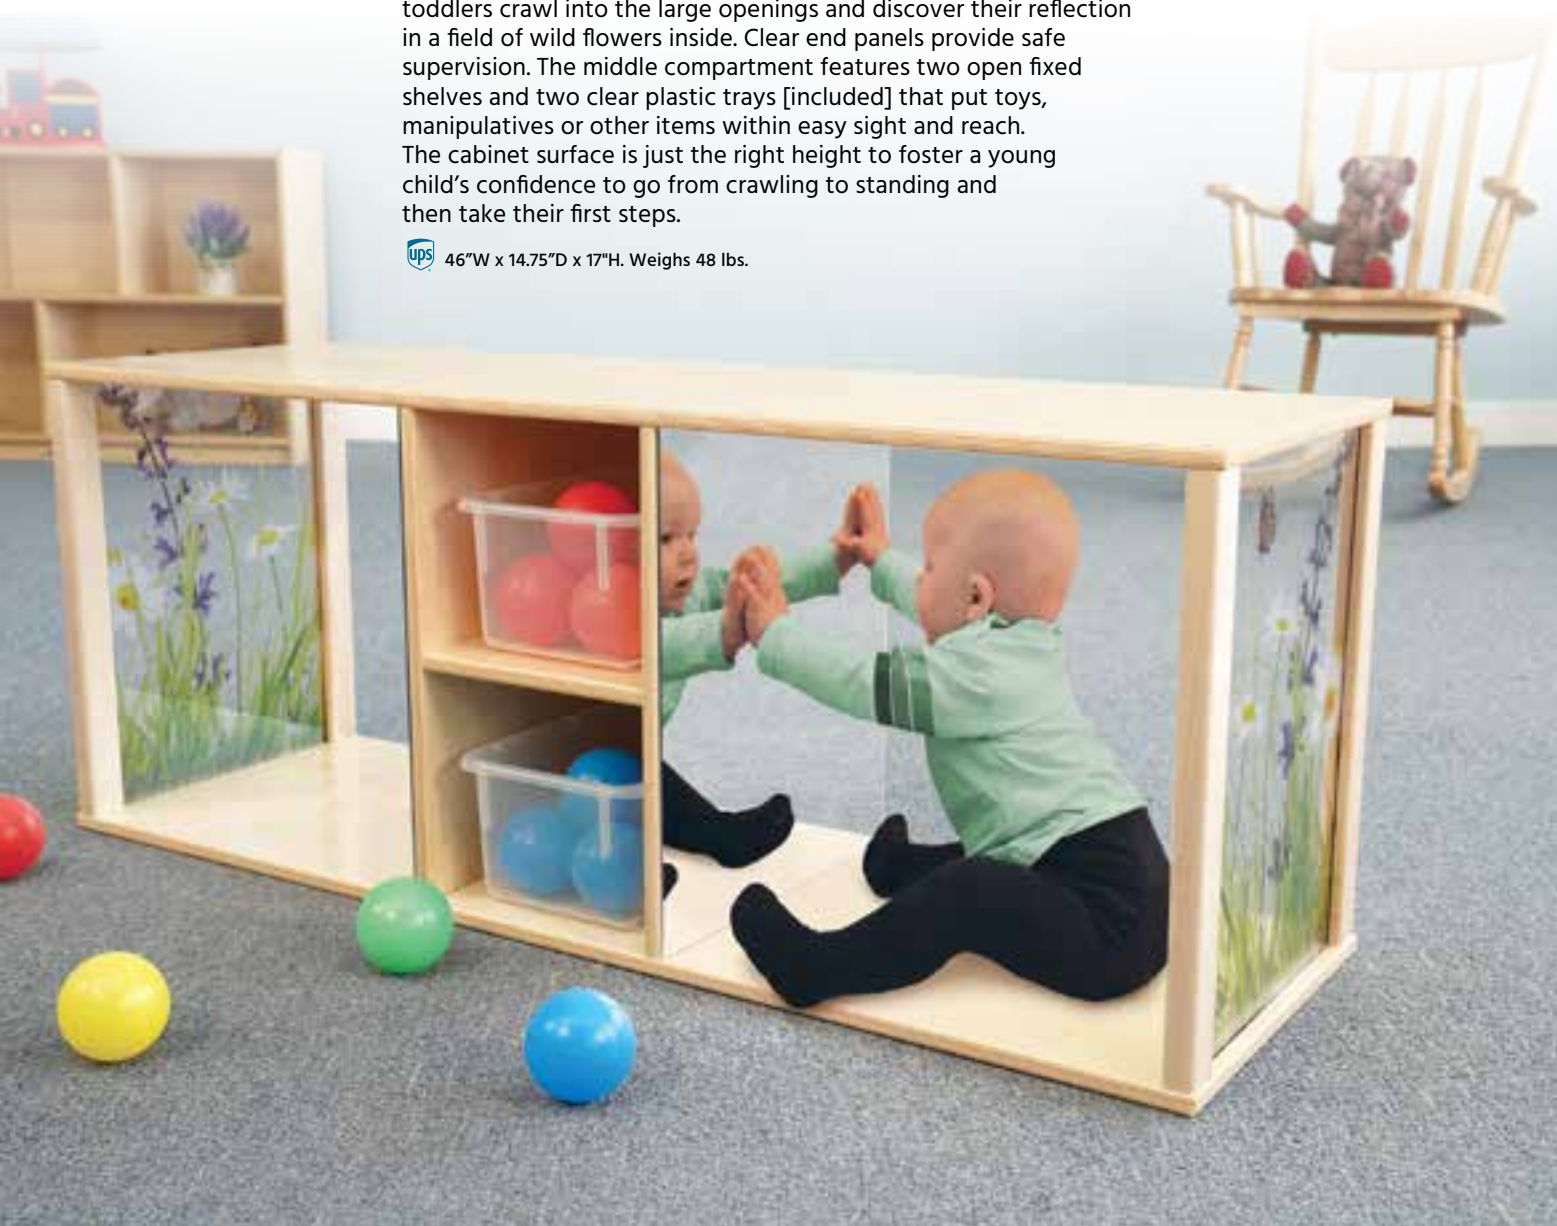 toddlers crawl into the large openings and discover their reflection
in a field of wild flowers inside. Clear end panels provide safe
supervision. The middle compartment features two open fixed
shelves and two clear plastic trays [included] that put toys,
manipulatives or other items within easy sight and reach.
The cabinet surface is just the right height to foster a young
child’s confidence to go from crawling to standing and
then take their first steps.
ups 46”W x 14.75”D x 17"H. Weighs 48 lbs.